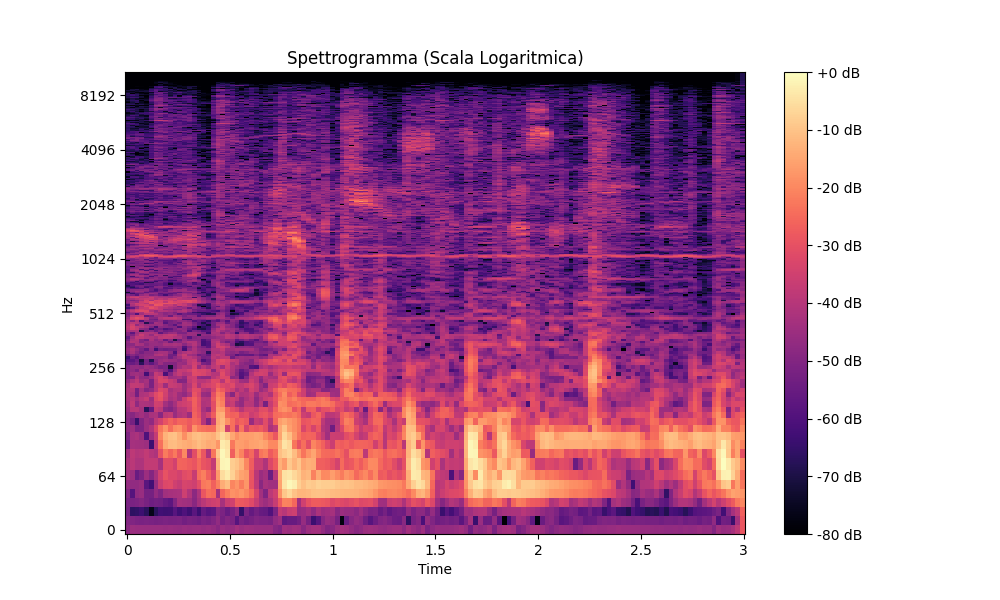 Spettrogramma (Scala Logaritmica)
8192
4096
2048
1024
512
256
128
64
0
Hz
0
0.5
1
1.5
2
2.5
3
Time
+0 dB
-10 dB
-20 dB
-30 dB
-40 dB
-50 dB
-60 dB
-70 dB
-80 dB